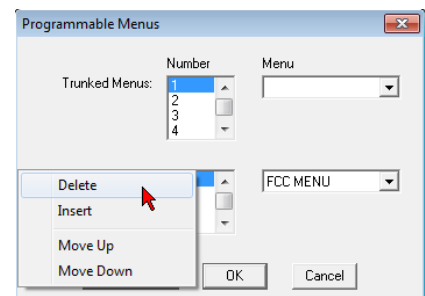 Programmable Menus
Number Menu
Trunked Menus: 1
2
3
4
FCC MENU
Delete
Insert
Move Up
Move Down
OK Cancel